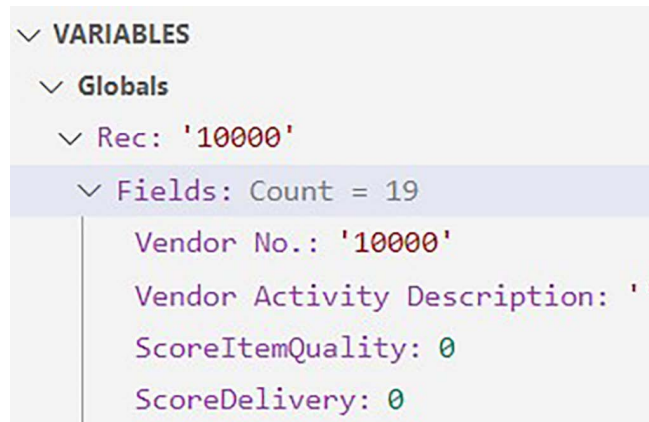 VARIABLES
Globals
Rec: '10000'
Fields: Count = 19
Vendor No.: '10000'
Vendor Activity Description: '
ScoreItemQuality: 0
ScoreDelivery: 0